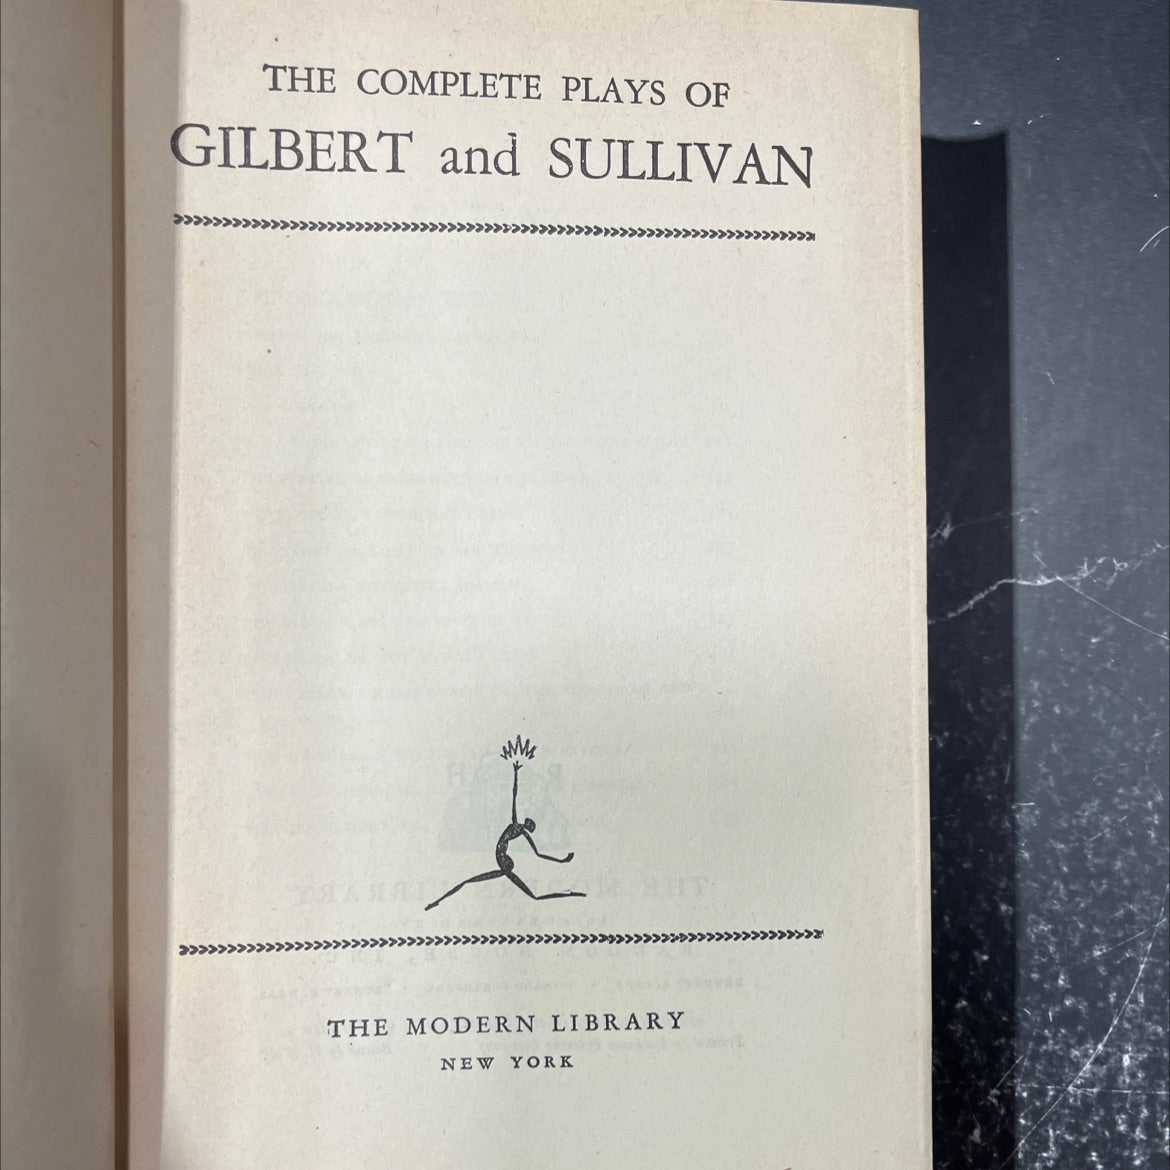 THE COMPLETE PLAYS OF
GILBERT and SULLIVAN
THE MODERN LIBRARY
NEW YORK